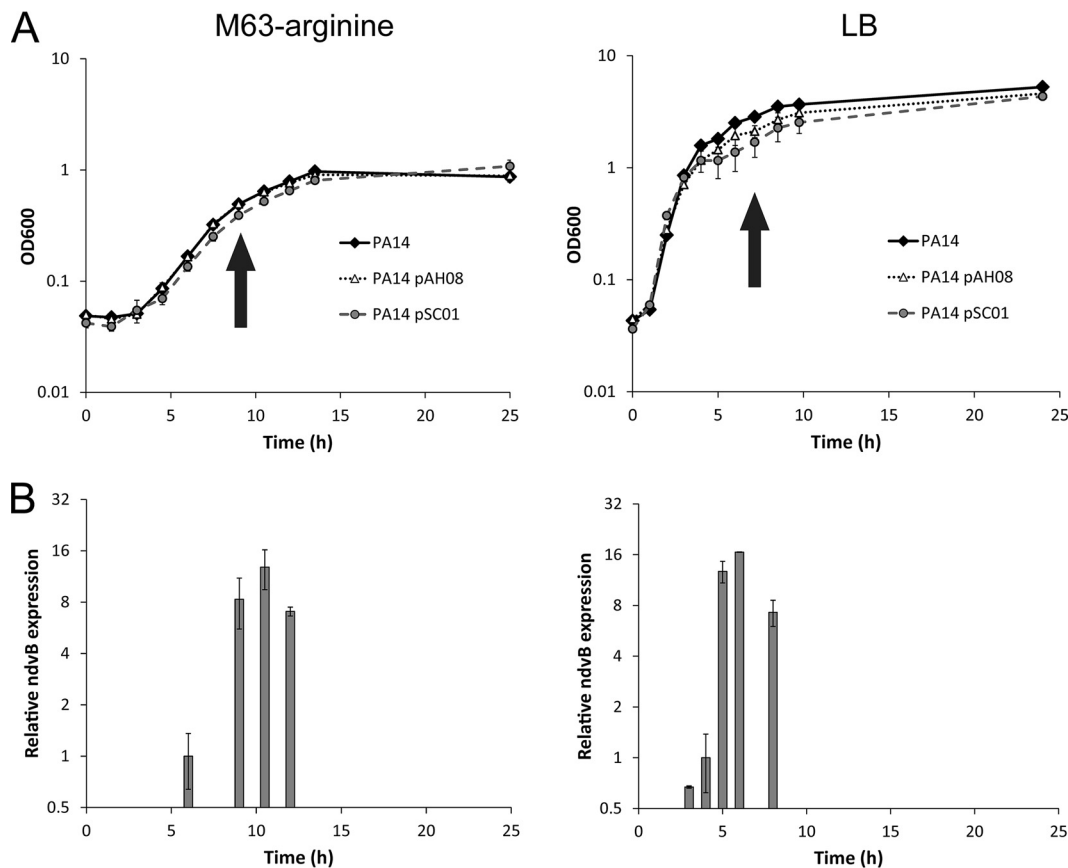 A
M63-arginine
LB
10
1
0.1
0.01
OD600
PA14
PA14 pAH08
PA14 pSC01
0
5
10
15
20
25
Time (h)
10
1
0.1
0.01
OD600
PA14
PA14 pAH08
PA14 pSC01
0
5
10
15
20
25
Time (h)
B
32
16
8
4
2
1
0.5
Relative ndvB expression
0
5
10
15
20
25
Time (h)
32
16
8
4
2
1
0.5
Relative ndvB expression
0
5
10
15
20
25
Time (h)